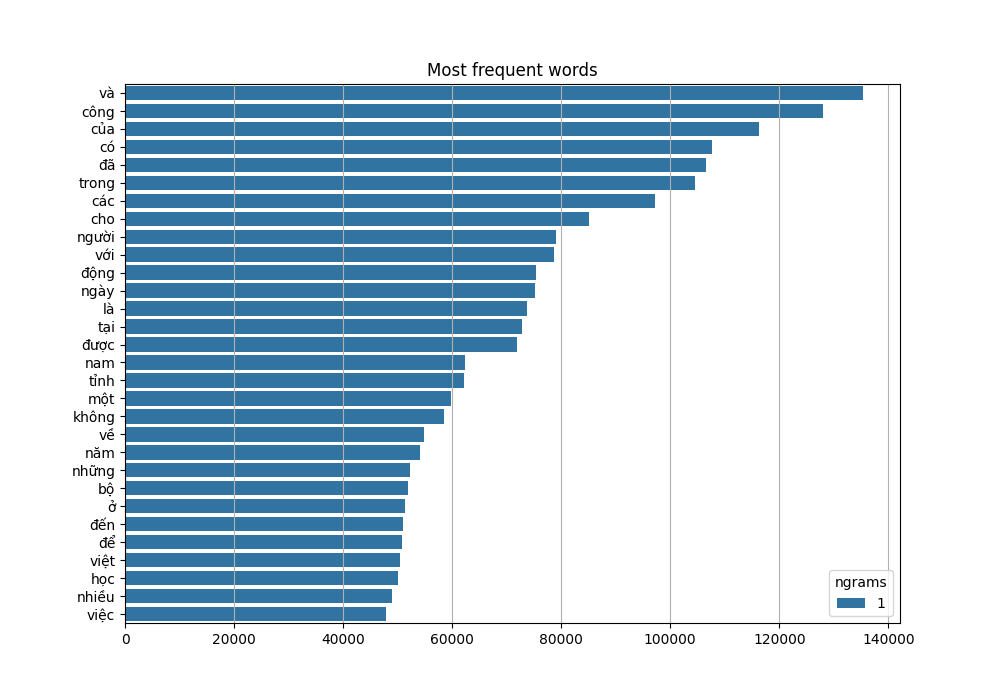 Most frequent words
và
công
của
có
đã
trong
các
cho
người
với
động
ngày
là
tại
được
nam
tỉnh
một
không
về
năm
những
bộ
ở
đến
để
việt
học
nhiều
việc
ngrams
1
0 20000 40000 60000 80000 100000 120000 140000